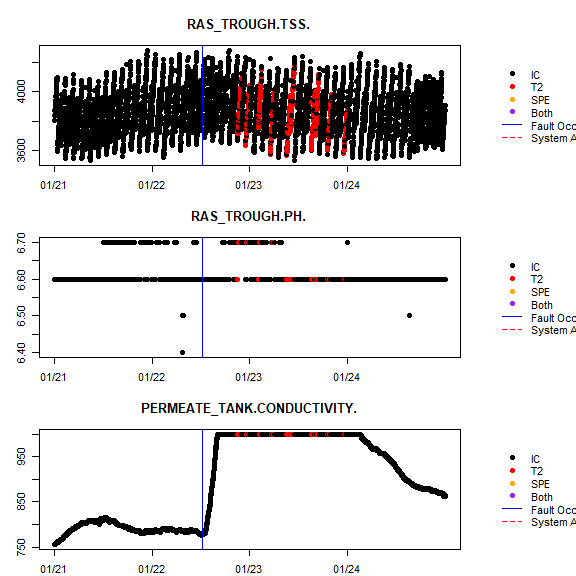 RAS_TROUGH.TSS.
4000
3600
01/21 01/22 01/23 01/24
IC
T2
SPE
Both
Fault Occ
System A
RAS_TROUGH.PH.
6.70
6.60
6.50
6.40
01/21 01/22 01/23 01/24
IC
T2
SPE
Both
Fault Occ
System A
PERMEATE_TANK.CONDUCTIVITY.
950
850
750
01/21 01/22 01/23 01/24
IC
T2
SPE
Both
Fault Occ
System A